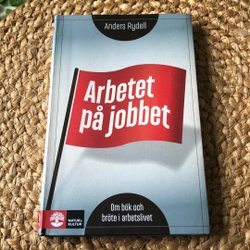 Anders Rydell
Arbetet
på jobbet
Om bök och
bröte i arbetslivet
NATUR &
KULTUR